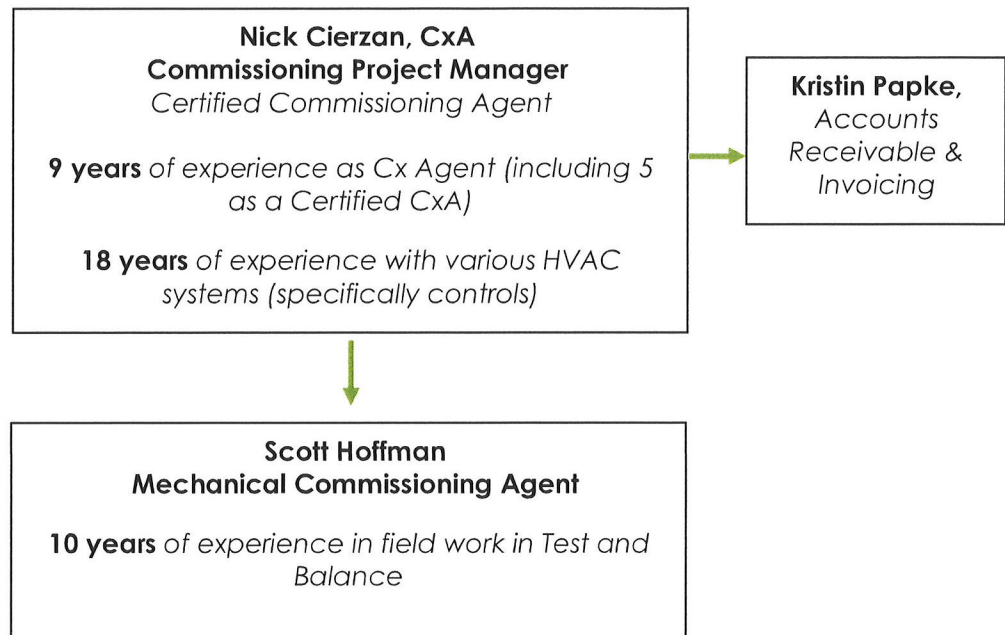 Nick Cierzan, CxA
Commissioning Project Manager
Certified Commissioning Agent
9 years of experience as Cx Agent (including 5
as a Certified CxA)
18 years of experience with various HVAC
systems (specifically controls)
Kristin Papke,
Accounts
Receivable &
Invoicing
Scott Hoffman
Mechanical Commissioning Agent
10 years of experience in field work in Test and
Balance